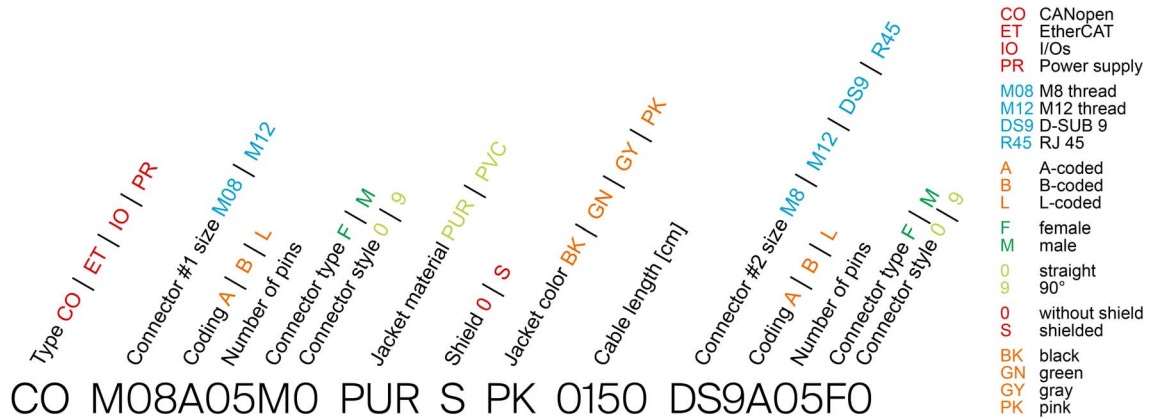 Type CO | ET | IO | PR
Connector #1 size M08 | M12
Coding A | B | L
Number of pins
Connector type F | M
Connector style 0 | 9
Jacket material PUR | PVC
Shield 0 | S
Jacket color BK | GN | GY | PK
Cable length [cm]
Connector #2 size M8 | M12 | DS9 | R45
Coding A | B | L
Number of pins
Connector type F | M
Connector style 0 | 9
CO M08A05M0 PUR S PK 0150 DS9A05F0
CO CANopen
ET EtherCAT
IO I/Os
PR Power supply
M08 M8 thread
M12 M12 thread
DS9 D-SUB 9
R45 RJ 45
A A-coded
B B-coded
L L-coded
F female
M male
0 straight
9 90°
0 without shield
S shielded
BK black
GN green
GY gray
PK pink